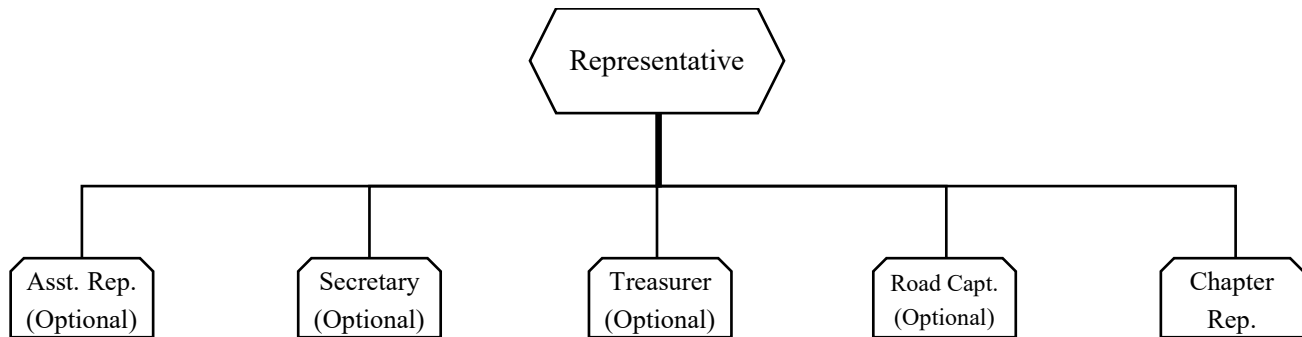 Representative
Asst. Rep.
(Optional)
Secretary
(Optional)
Treasurer
(Optional)
Road Capt.
(Optional)
Chapter
Rep.